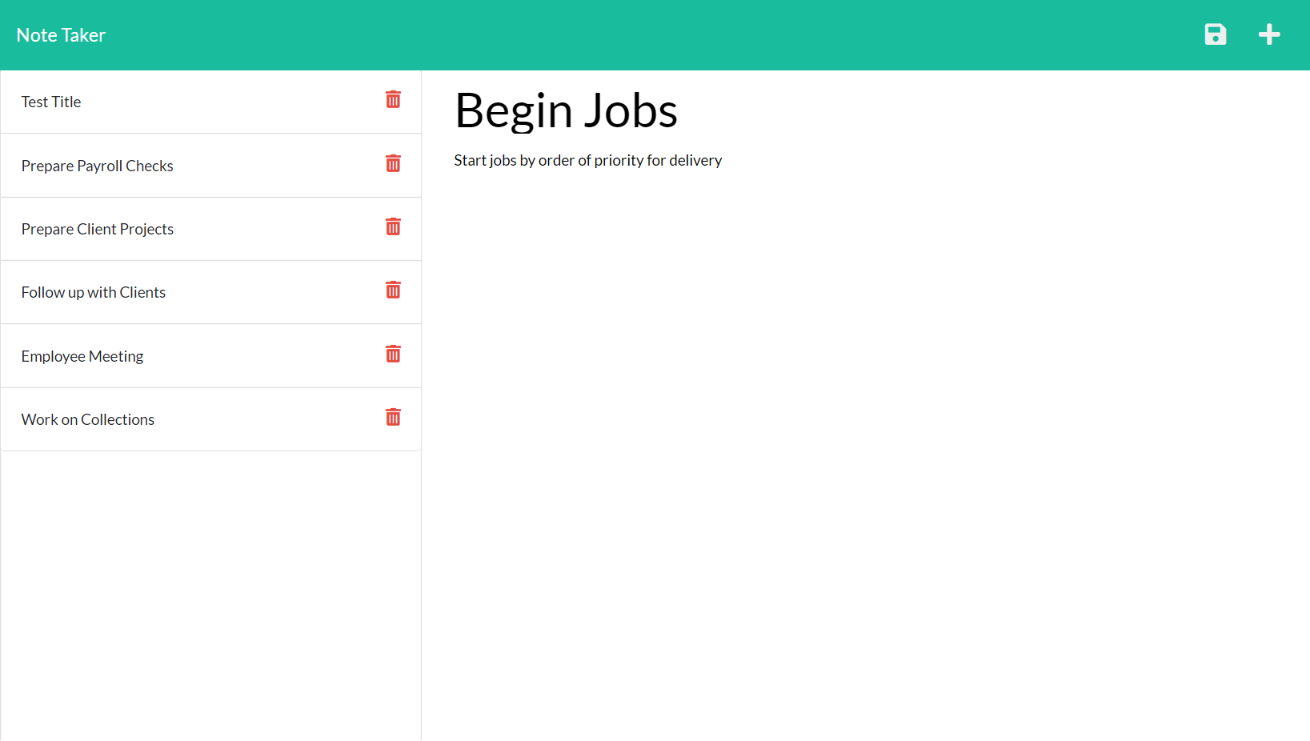 Note Taker
Test Title
Prepare Payroll Checks
Prepare Client Projects
Follow up with Clients
Employee Meeting
Work on Collections
Begin Jobs
Start jobs by order of priority for delivery